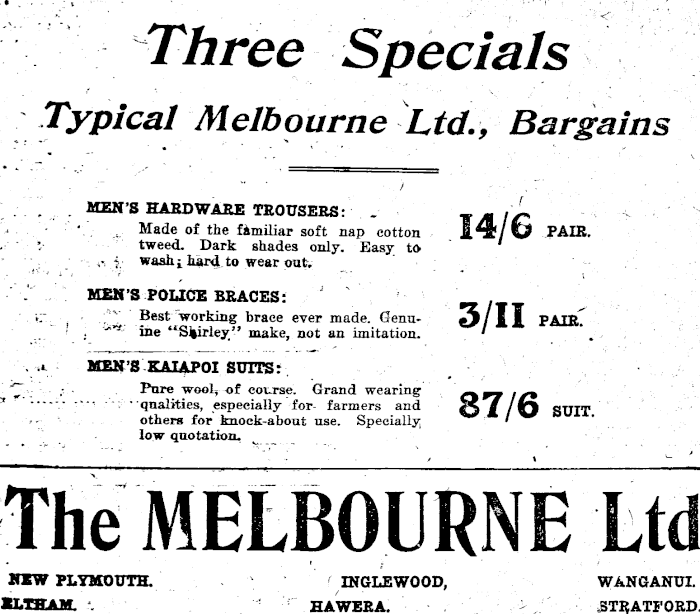 Three Specials
Typical Melbourne Ltd., Bargains
MEN'S HARDWARE TROUSERS:
Made of the familiar soft nap cotton
tweed. Dark shades only. Easy to
wash; hard to wear out.
14/6 PAIR.
MEN'S POLICE BRACES:
Best working brace ever made. Genu-
ine "Shirley" make, not an imitation.
3/11 PAIR.
MEN'S KAIAPOI SUITS:
Pure wool, of course. Grand wearing
qualities, especially for farmers and
others for knock-about use. Specially
low quotation.
87/6 SUIT.
The MELBOURNE Ltd
NEW PLYMOUTH. INGLEWOOD, WANGANUI.
ELTHAM. HAWERA. STRATFORD